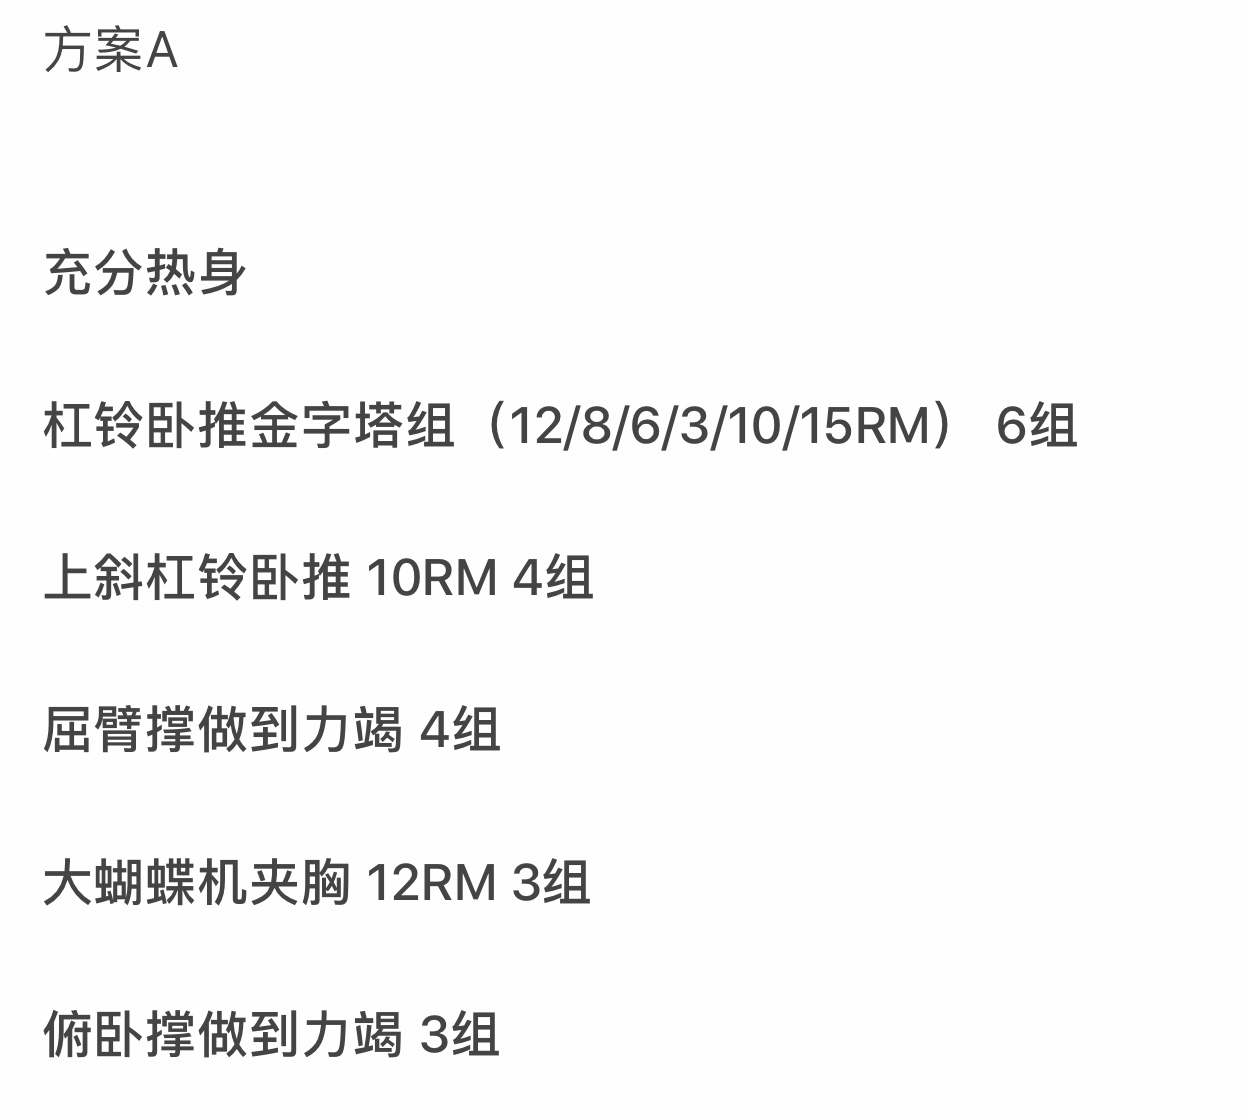 方案A
充分热身
杠铃卧推金字塔组（12/8/6/3/10/15RM） 6组
上斜杠铃卧推 10RM 4组
屈臂撑做到力竭 4组
大蝴蝶机夹胸 12RM 3组
俯卧撑做到力竭 3组